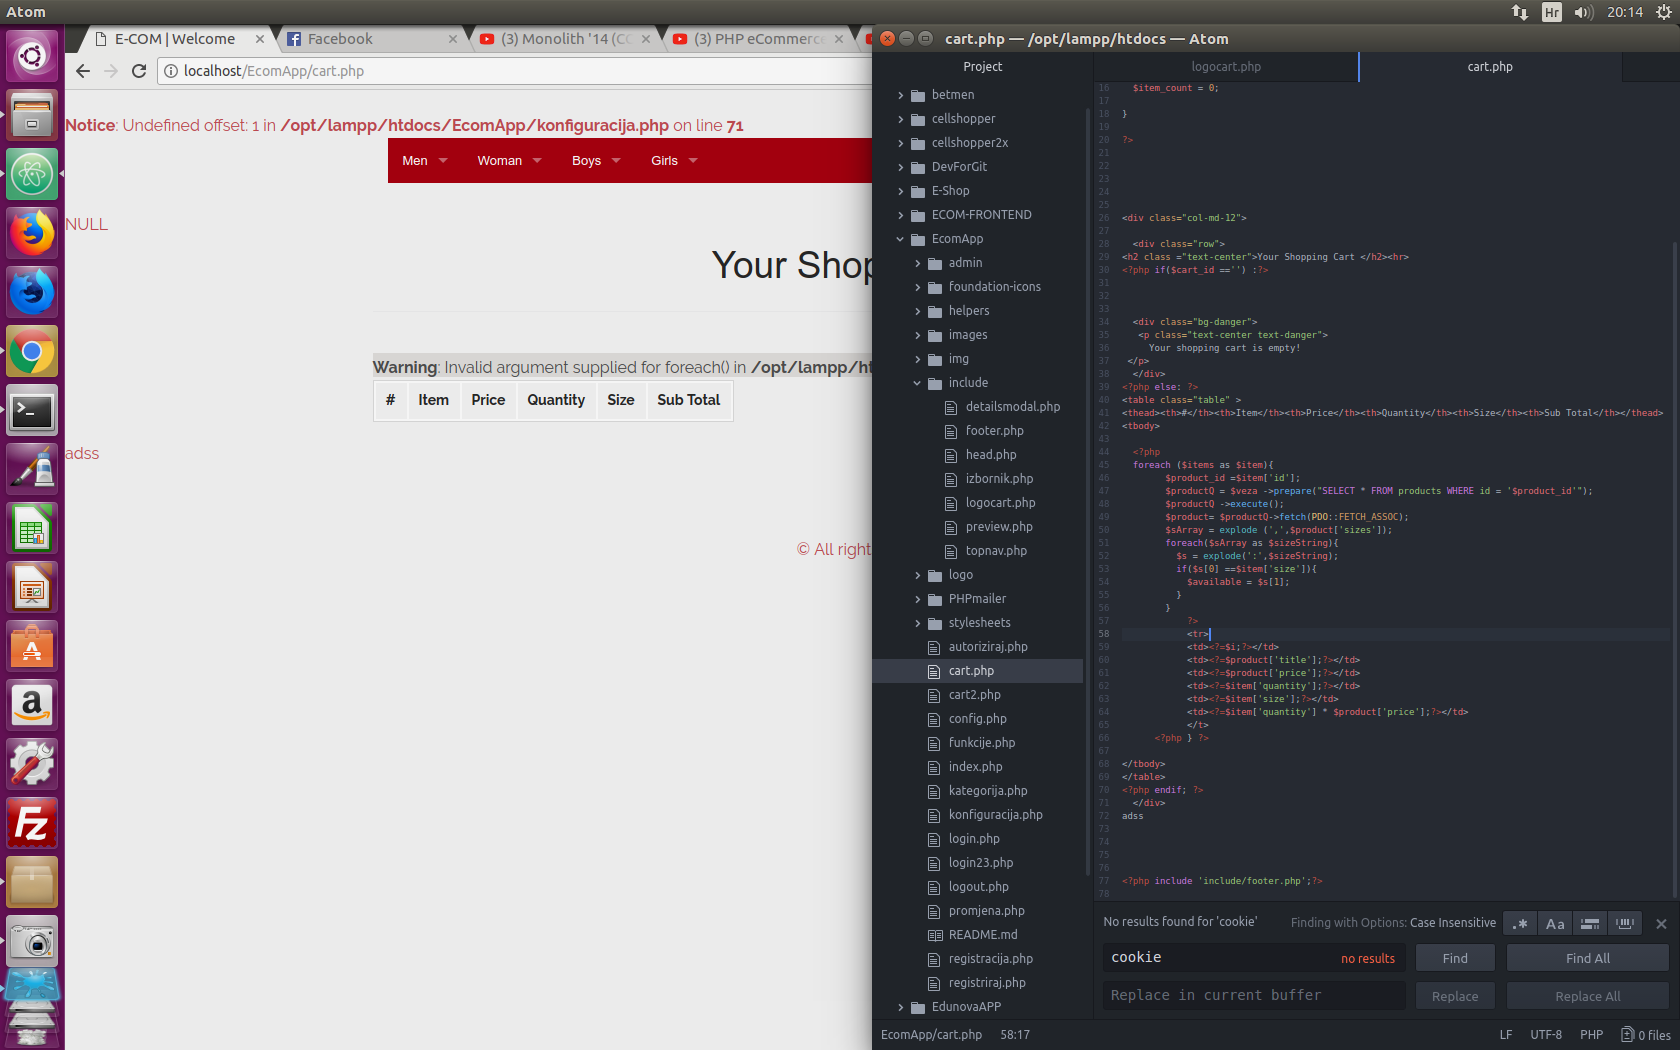 Atom
Hr
20:14
E-COM | Welcome
Facebook
(3) Monolith '14 (CC
(3) PHP eCommerce
localhost/EcomApp/cart.php
Notice: Undefined offset: 1 in /opt/lampp/htdocs/EcomApp/konfiguracija.php on line 71
Men Woman Boys Girls
NULL
Your Shop
Warning: Invalid argument supplied for foreach() in /opt/lampp/ht
# Item Price Quantity Size Sub Total
adss
© All right
cart.php — /opt/lampp/htdocs — Atom
Project
betmen
cellshopper
cellshopper2x
DevForGit
E-Shop
ECOM-FRONTEND
EcomApp
admin
foundation-icons
helpers
images
img
include
detailsmodal.php
footer.php
head.php
izbornik.php
logocart.php
preview.php
topnav.php
logo
PHPmailer
stylesheets
autoriziraj.php
cart.php
cart2.php
config.php
funkcije.php
index.php
kategorija.php
konfiguracija.php
login.php
login23.php
logout.php
promjena.php
README.md
registracija.php
registriraj.php
EdunovaAPP
logocart.php
cart.php
16 $item_count = 0;
17
18 }
19
20 ?>
21
22
23
24
25
26 <div class="col-md-12">
27
28 <div class="row">
29 <h2 class ="text-center">Your Shopping Cart </h2><hr>
30 <?php if($cart_id =='') :?>
31
32
33
34 <div class="bg-danger">
35 <p class="text-center text-danger">
36 Your shopping cart is empty!
37 </p>
38 </div>
39 <?php else: ?>
40 <table class="table" >
41 <thead><th>#</th><th>Item</th><th>Price</th><th>Quantity</th><th>Size</th><th>Sub Total</th></thead>
42 <tbody>
43
44 <?php
45 foreach ($items as $item){
46 $product_id =$item['id'];
47 $productQ = $veza ->prepare("SELECT * FROM products WHERE id = '$product_id'");
48 $productQ ->execute();
49 $product= $productQ->fetch(PDO::FETCH_ASSOC);
50 $sArray = explode (',',$product['sizes']);
51 foreach($sArray as $sizeString){
52 $s = explode(':',$sizeString);
53 if($s[0] ==$item['size']){
54 $available = $s[1];
55 }
56 }
57 ?>
58 <tr>
59 <td><?=$i;?></td>
60 <td><?=$product['title'];?></td>
61 <td><?=$product['price'];?></td>
62 <td><?=$item['quantity'];?></td>
63 <td><?=$item['size'];?></td>
64 <td><?=$item['quantity'] * $product['price'];?></td>
65 </t>
66 <?php } ?>
67
68 </tbody>
69 </table>
70 <?php endif; ?>
71 </div>
72 adss
73
74
75
76
77 <?php include 'include/footer.php';?>
78
No results found for 'cookie'
Finding with Options: Case Insensitive
.* Aa
cookie
no results
Find
Find All
Replace in current buffer
Replace
Replace All
EcomApp/cart.php 58:17
LF UTF-8 PHP 0 files